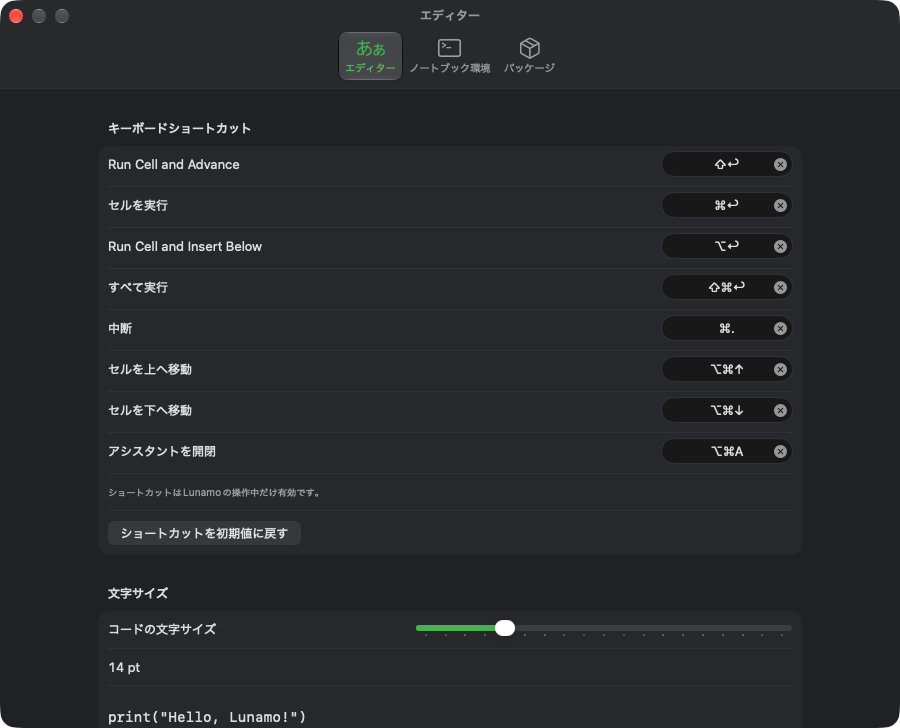 エディター
あぁ
エディター
ノートブック環境
パッケージ
キーボードショートカット
Run Cell and Advance ⇧↩
セルを実行 ⌘↩
Run Cell and Insert Below ⌥↩
すべて実行 ⇧⌘↩
中断 ⌘.
セルを上へ移動 ⌥⌘↑
セルを下へ移動 ⌥⌘↓
アシスタントを開閉 ⌥⌘A
ショートカットはLunamoの操作中だけ有効です。
ショートカットを初期値に戻す
文字サイズ
コードの文字サイズ
14 pt
print("Hello, Lunamo!")